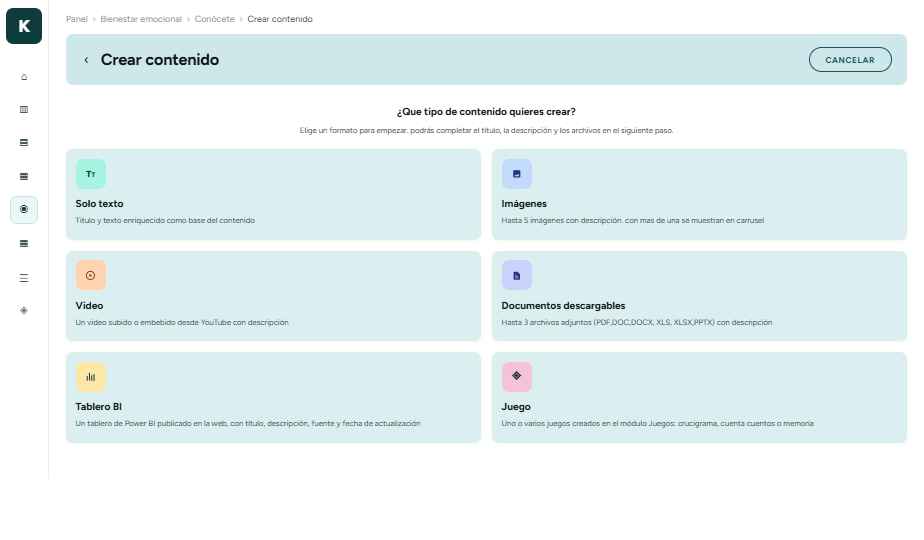 K
Panel › Bienestar emocional › Conócete › Crear contenido
‹ Crear contenido
CANCELAR
¿Que tipo de contenido quieres crear?
Elige un formato para empezar. podrás completar el título, la descripción y los archivos en el siguiente paso.
Tт
Solo texto
Título y texto enriquecido como base del contenido
Imágenes
Hasta 5 imágenes con descripción. con mas de una se muestran en carrusel
Video
Un video subido o embebido desde YouTube con descripción
Documentos descargables
Hasta 3 archivos adjuntos (PDF,DOC,DOCX, XLS, XLSX,PPTX) con descripción
Tablero BI
Un tablero de Power BI publicado en la web, con título, descripción, fuente y fecha de actualización
Juego
Uno o varios juegos creados en el módulo Juegos: crucigrama, cuenta cuentos o memoria